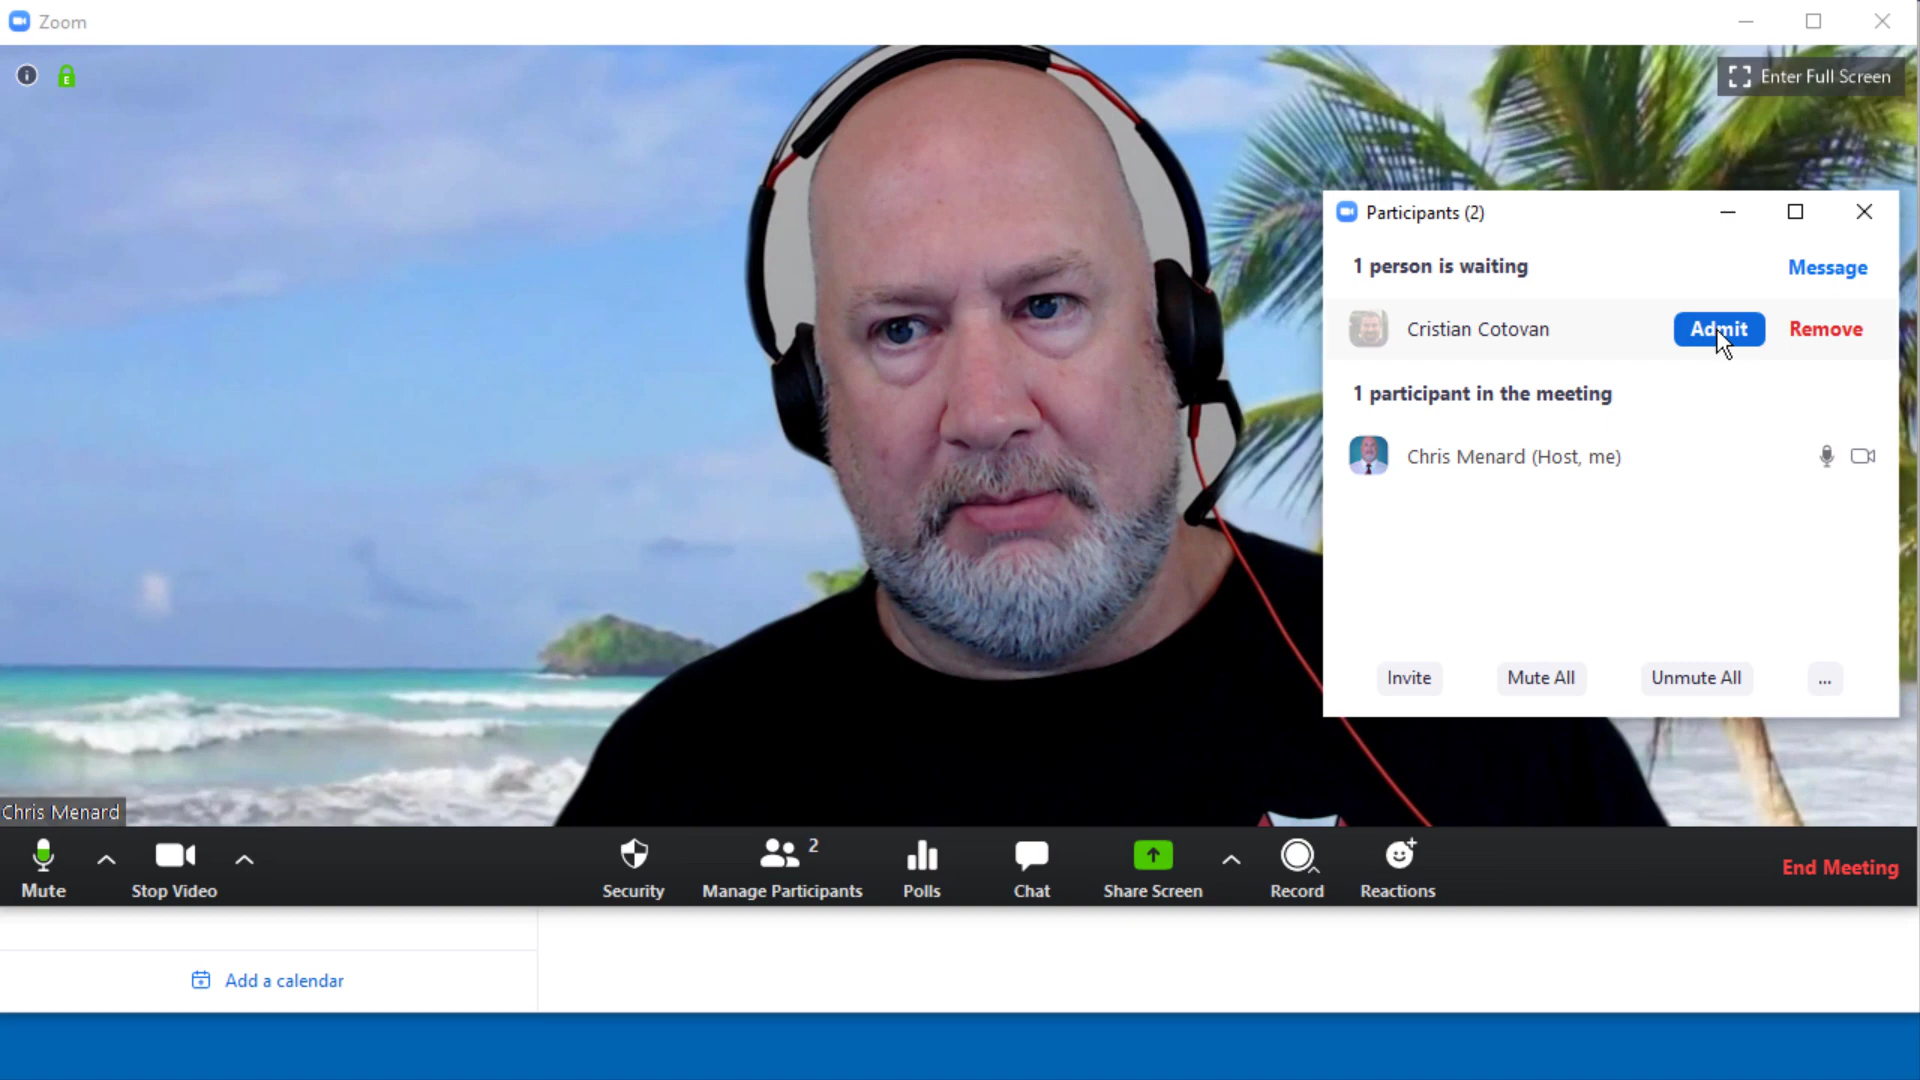 Zoom
E
Enter Full Screen
Participants (2)
1 person is waiting
Message
Cristian Cotovan
Admit
Remove
1 participant in the meeting
Chris Menard (Host, me)
Invite
Mute All
Unmute All
...
Chris Menard
Mute
Stop Video
Security
2
Manage Participants
Polls
Chat
Share Screen
Record
Reactions
End Meeting
Add a calendar